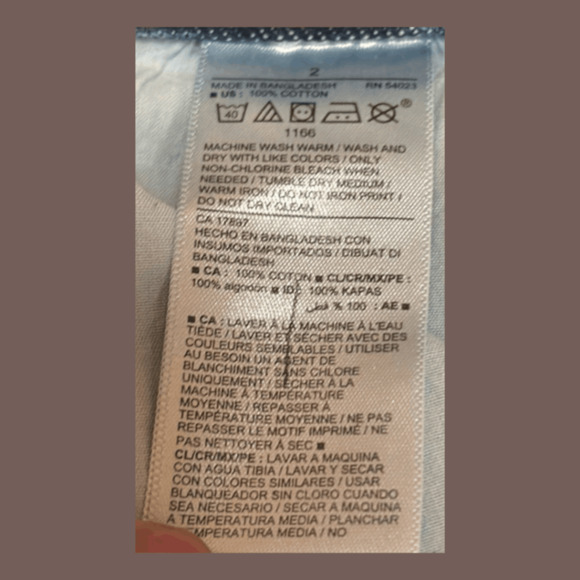 2
MADE IN BANGLADESH RN 54023
■ US : 100% COTTON
40 ®
1166
MACHINE WASH WARM / WASH AND
DRY WITH LIKE COLORS / ONLY
NON-CHLORINE BLEACH WHEN
NEEDED / TUMBLE DRY MEDIUM /
WARM IRON / DO NOT IRON PRINT /
DO NOT DRY CLEAN
CA 17897
HECHO EN BANGLADESH CON
INSUMOS IMPORTADOS / DIBUAT DI
BANGLADESH
■ CA : 100% COTON ■ CL/CR/MX/PE :
100% algodón ■ ID : 100% KAPAS
■ AE : 100 % قطن
■ CA : LAVER À LA MACHINE À L'EAU
TIÈDE / LAVER ET SÉCHER AVEC DES
COULEURS SEMBLABLES / UTILISER
AU BESOIN UN AGENT DE
BLANCHIMENT SANS CHLORE
UNIQUEMENT / SÉCHER À LA
MACHINE À TEMPÉRATURE
MOYENNE / REPASSER À
TEMPÉRATURE MOYENNE / NE PAS
REPASSER LE MOTIF IMPRIMÉ / NE
PAS NETTOYER À SEC ■
CL/CR/MX/PE : LAVAR A MAQUINA
CON AGUA TIBIA / LAVAR Y SECAR
CON COLORES SIMILARES / USAR
BLANQUEADOR SIN CLORO CUANDO
SEA NECESARIO / SECAR A MAQUINA
A TEMPERATURA MEDIA / PLANCHAR
TEMPERATURA MEDIA / NO